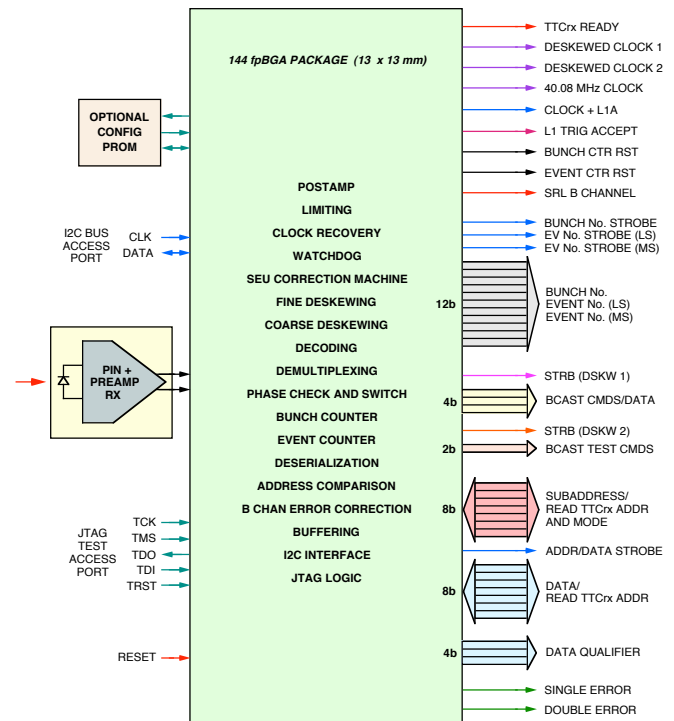 144 fpBGA PACKAGE (13 x 13 mm)
OPTIONAL
CONFIG
PROM
I2C BUS
ACCESS
PORT
CLK
DATA
PIN +
PREAMP
RX
JTAG
TEST
ACCESS
PORT
TCK
TMS
TDO
TDI
TRST
RESET
POSTAMP
LIMITING
CLOCK RECOVERY
WATCHDOG
SEU CORRECTION MACHINE
FINE DESKEWING
COARSE DESKEWING
DECODING
DEMULTIPLEXING
PHASE CHECK AND SWITCH
BUNCH COUNTER
EVENT COUNTER
DESERIALIZATION
ADDRESS COMPARISON
B CHAN ERROR CORRECTION
BUFFERING
I2C INTERFACE
JTAG LOGIC
TTCrx READY
DESKEWED CLOCK 1
DESKEWED CLOCK 2
40.08 MHz CLOCK
CLOCK + L1A
L1 TRIG ACCEPT
BUNCH CTR RST
EVENT CTR RST
SRL B CHANNEL
BUNCH No. STROBE
EV No. STROBE (LS)
EV No. STROBE (MS)
12b
BUNCH No.
EVENT No. (LS)
EVENT No. (MS)
STRB (DSKW 1)
4b
BCAST CMDS/DATA
STRB (DSKW 2)
2b
BCAST TEST CMDS
8b
SUBADDRESS/
READ TTCrx ADDR
AND MODE
ADDR/DATA STROBE
8b
DATA/
READ TTCrx ADDR
4b
DATA QUALIFIER
SINGLE ERROR
DOUBLE ERROR